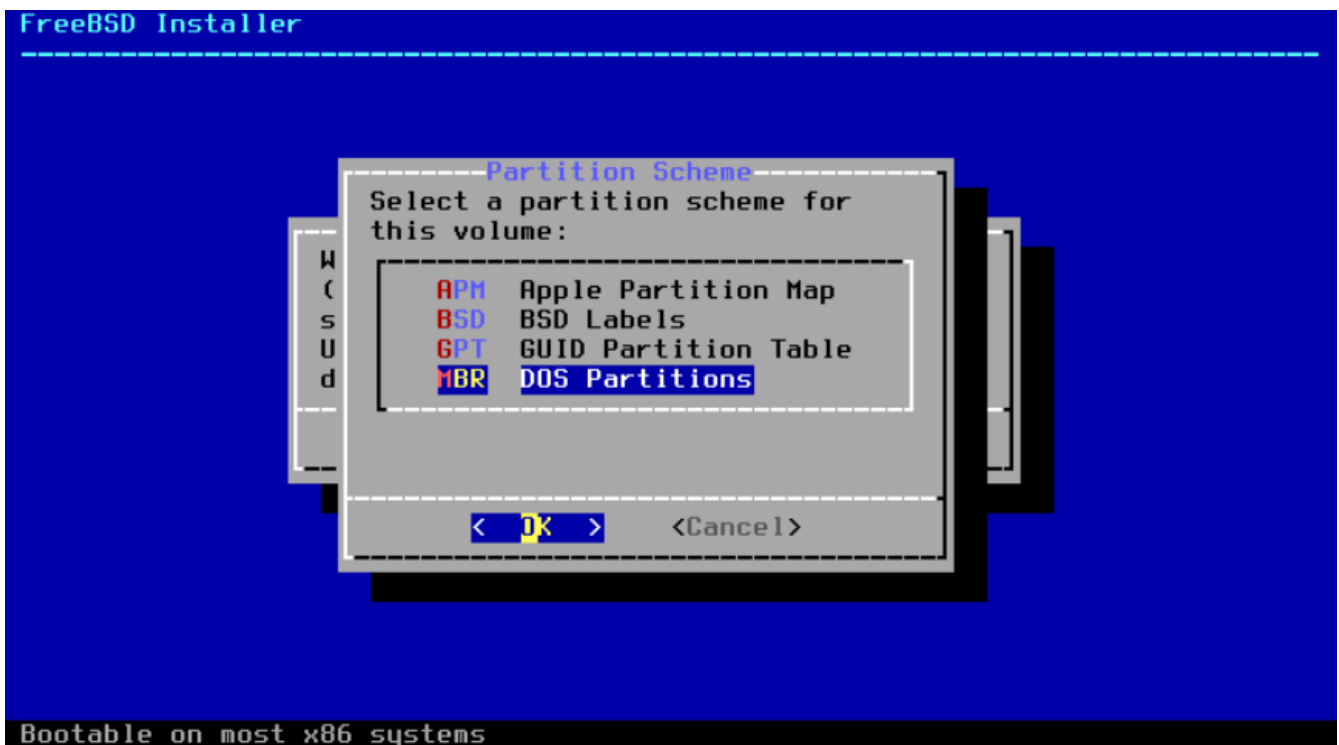 FreeBSD Installer
Partition Scheme
Select a partition scheme for
this volume:
W
(
s
U
d
APM Apple Partition Map
BSD BSD Labels
GPT GUID Partition Table
MBR DOS Partitions
< OK > <Cancel>
Bootable on most x86 systems